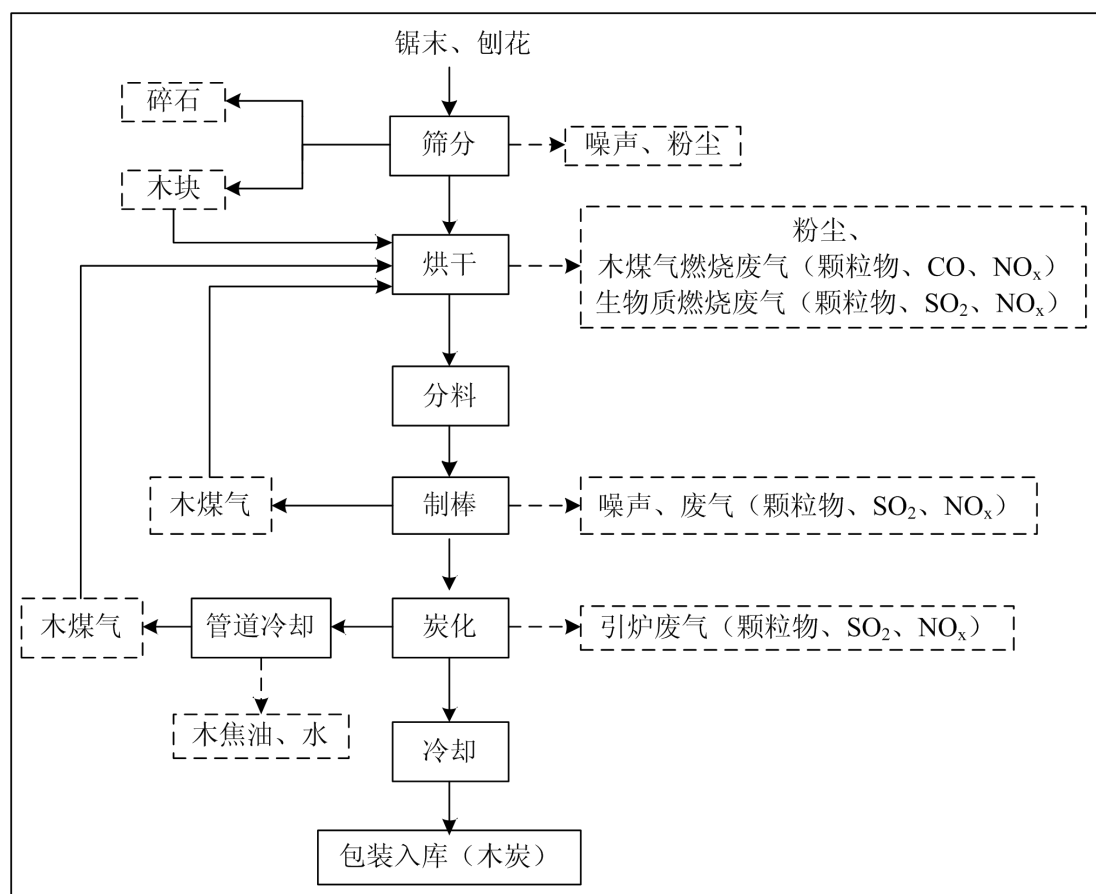 锯末、刨花
碎石
筛分
噪声、粉尘
木块
粉尘、
烘干
木煤气燃烧废气（颗粒物、CO、NOx）
生物质燃烧废气（颗粒物、SO2、NOx）
分料
木煤气
制棒
噪声、废气（颗粒物、SO2、NOx）
木煤气
管道冷却
炭化
引炉废气（颗粒物、SO2、NOx）
木焦油、水
冷却
包装入库（木炭）